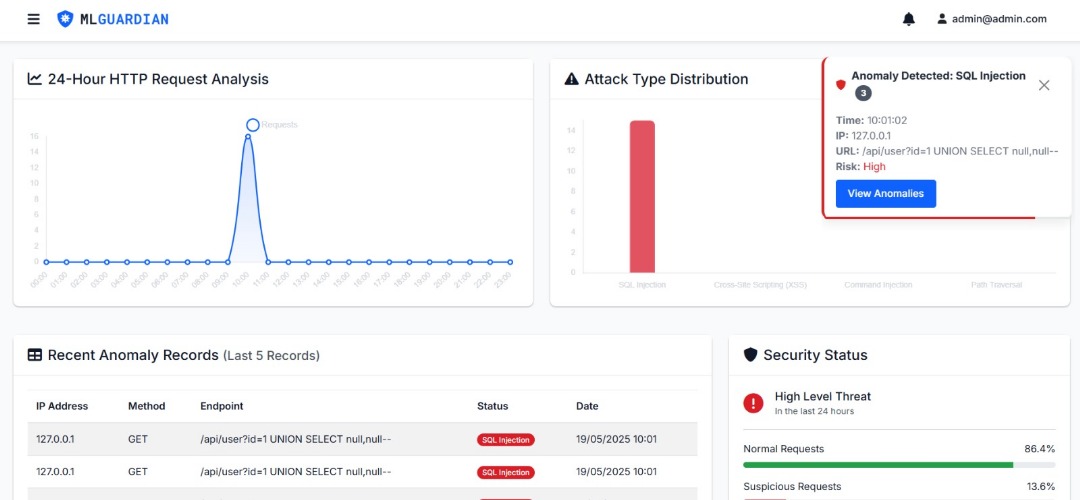 MLGUARDIAN
admin@admin.com
24-Hour HTTP Request Analysis
Requests
16
14
12
10
8
6
4
2
0
00:00 01:00 02:00 03:00 04:00 05:00 06:00 07:00 08:00 09:00 10:00 11:00 12:00 13:00 14:00 15:00 16:00 17:00 18:00 19:00 20:00 21:00 22:00 23:00
Attack Type Distribution
14
12
10
8
6
4
2
0
SQL Injection Cross-Site Scripting (XSS) Command Injection Path Traversal
Anomaly Detected: SQL Injection
3
Time: 10:01:02
IP: 127.0.0.1
URL: /api/user?id=1 UNION SELECT null,null--
Risk: High
View Anomalies
Recent Anomaly Records (Last 5 Records)
IP Address Method Endpoint Status Date
127.0.0.1 GET /api/user?id=1 UNION SELECT null,null-- SQL Injection 19/05/2025 10:01
127.0.0.1 GET /api/user?id=1 UNION SELECT null,null-- SQL Injection 19/05/2025 10:01
Security Status
High Level Threat
In the last 24 hours
Normal Requests 86.4%
Suspicious Requests 13.6%